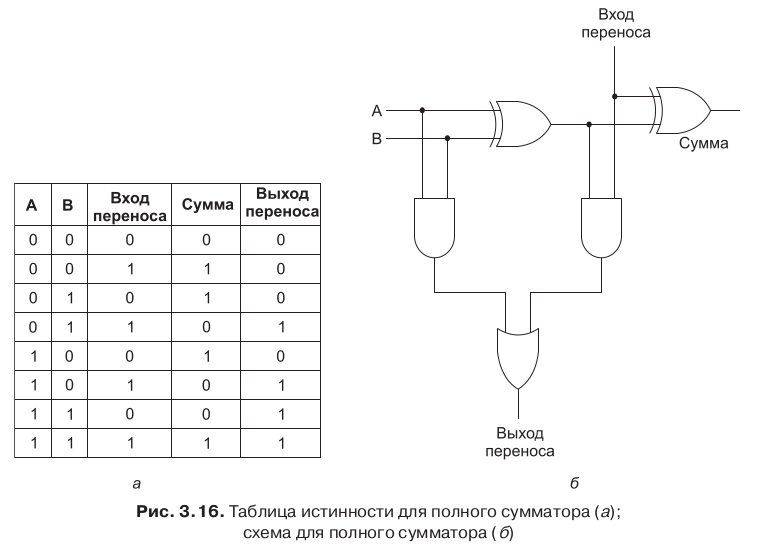 Вход
переноса
A
B
Сумма
A B Вход переноса Сумма Выход переноса
0 0 0 0 0
0 0 1 1 0
0 1 0 1 0
0 1 1 0 1
1 0 0 1 0
1 0 1 0 1
1 1 0 0 1
1 1 1 1 1
Выход
переноса
а
б
Рис. 3.16. Таблица истинности для полного сумматора (а);
схема для полного сумматора (б)